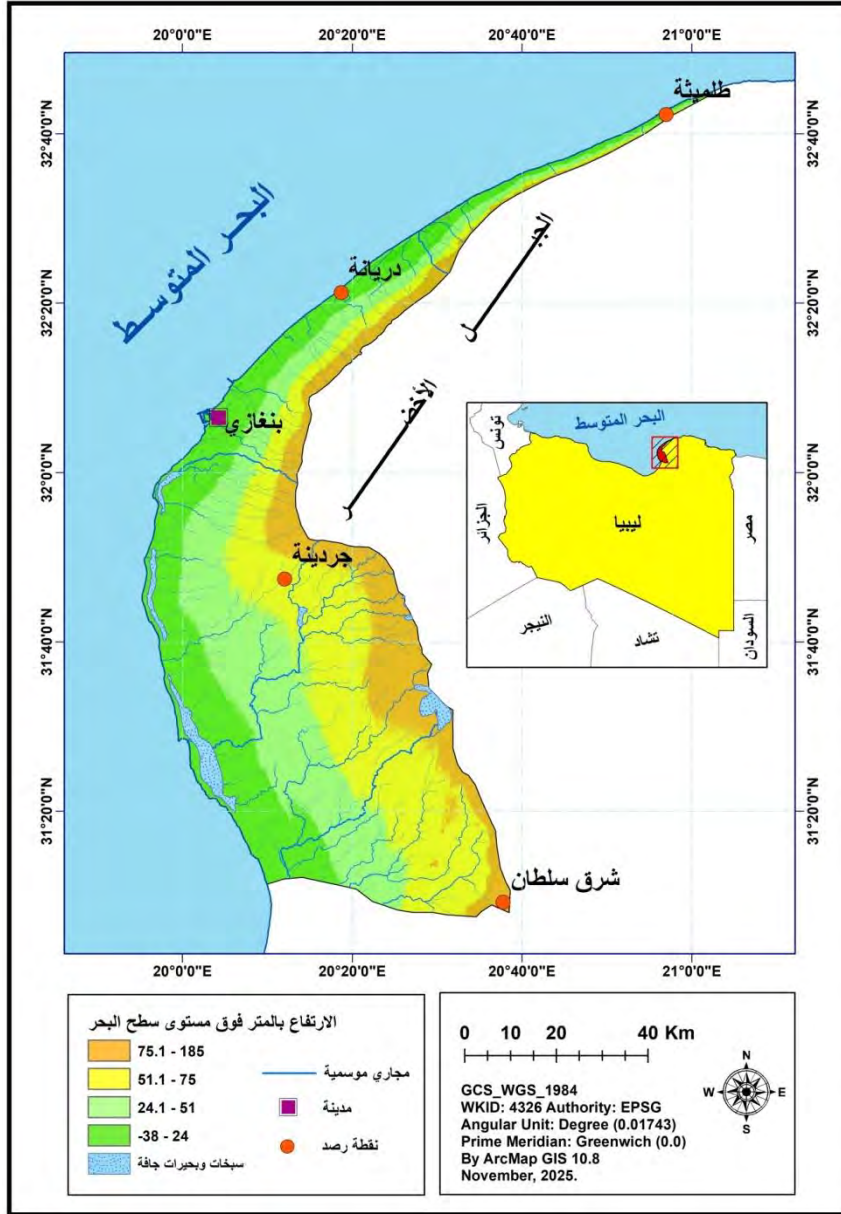 20°0'0"E
20°20'0"E
20°40'0"E
21°0'0"E
32°40'0"N
32°20'0"N
32°0'0"N
31°40'0"N
31°20'0"N
32°40'0"N
32°20'0"N
32°0'0"N
31°40'0"N
31°20'0"N
طلميثة
البحـر المتوسـط
دريانة
الجبـل
الأخضـر
بنغازي
جردينة
شرق سلطان
البحر المتوسط
تونس
الجزائر
ليبيا
مصر
النيجر
تشاد
السودان
20°0'0"E
20°20'0"E
20°40'0"E
21°0'0"E
الارتفاع بالمتر فوق مستوى سطح البحر
75.1 - 185
51.1 - 75
24.1 - 51
-38 - 24
سبخات وبحيرات جافة
مجاري موسمية
مدينة
نقطة رصد
0 10 20 40 Km
GCS_WGS_1984
WKID: 4326 Authority: EPSG
Angular Unit: Degree (0.01743)
Prime Meridian: Greenwich (0.0)
By ArcMap GIS 10.8
November, 2025.
N
W E
S